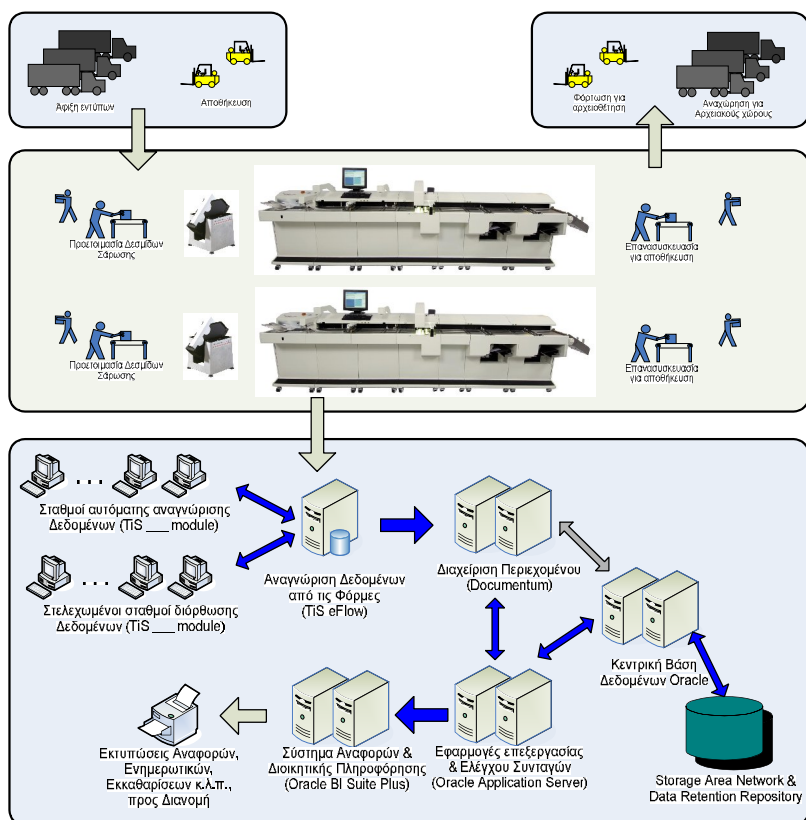 Άφιξη εντύπων
Αποθήκευση
Φόρτωση για
αρχειοθέτηση
Αναχώρηση για
Αρχειακούς χώρους
Προετοιμασία Δεσμίδων
Σάρωσης
Επανασυσκευασία
για αποθήκευση
Προετοιμασία Δεσμίδων
Σάρωσης
Επανασυσκευασία
για αποθήκευση
Σταθμοί αυτόματης αναγνώρισης
Δεδομένων (TiS ___ module)
Στελεχωμένοι σταθμοί διόρθωσης
Δεδομένων (TiS ___ module)
Αναγνώριση Δεδομένων
από τις Φόρμες
(TiS eFlow)
Διαχείριση Περιεχομένου
(Documentum)
Κεντρική Βάση
Δεδομένων Oracle
Εκτυπώσεις Αναφορών,
Ενημερωτικών,
Εκκαθαρίσεων κ.λ.π.,
προς Διανομή
Σύστημα Αναφορών &
Διοικητικής Πληροφόρησης
(Oracle BI Suite Plus)
Εφαρμογές επεξεργασίας
& Ελέγχου Συνταγών
(Oracle Application Server)
Storage Area Network &
Data Retention Repository